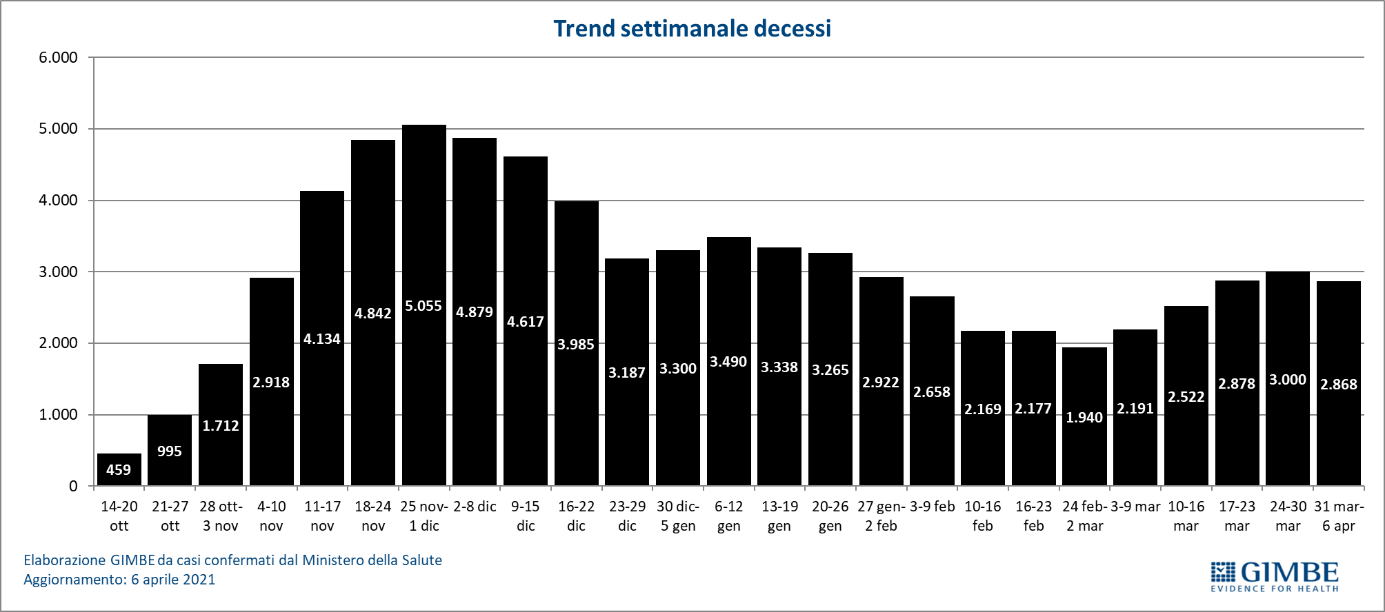 Trend settimanale decessi
6.000
5.000
4.000
3.000
2.000
1.000
0
459
995
1.712
2.918
4.134
4.842
5.055
4.879
4.617
3.985
3.187
3.300
3.490
3.338
3.265
2.922
2.658
2.169
2.177
1.940
2.191
2.522
2.878
3.000
2.868
14-20
ott
21-27
ott
28 ott-
3 nov
4-10
nov
11-17
nov
18-24
nov
25 nov-
1 dic
2-8 dic
9-15
dic
16-22
dic
23-29
dic
30 dic-
5 gen
6-12
gen
13-19
gen
20-26
gen
27 gen-
2 feb
3-9 feb
10-16
feb
16-23
feb
24 feb-
2 mar
3-9 mar
10-16
mar
17-23
mar
24-30
mar
31 mar-
6 apr
Elaborazione GIMBE da casi confermati dal Ministero della Salute
Aggiornamento: 6 aprile 2021
GIMBE
EVIDENCE FOR HEALTH